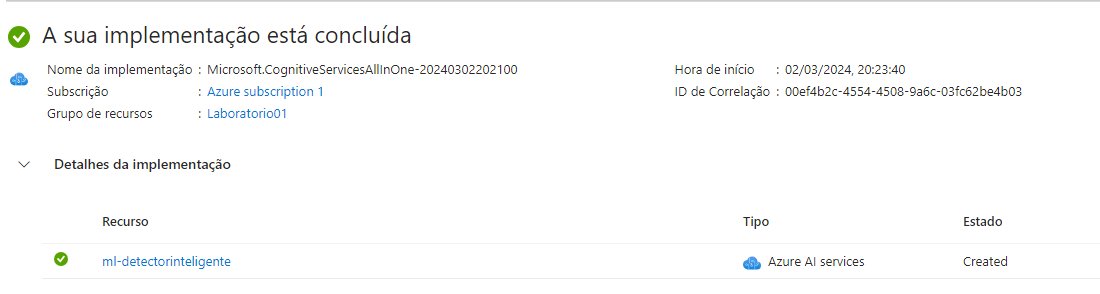 A sua implementação está concluída
Nome da implementação : Microsoft.CognitiveServicesAllInOne-20240302202100
Hora de início : 02/03/2024, 20:23:40
Subscrição : Azure subscription 1
ID de Correlação : 00ef4b2c-4554-4508-9a6c-03fc62be4b03
Grupo de recursos : Laboratorio01
Detalhes da implementação
Recurso Tipo Estado
ml-detectorinteligente Azure AI services Created